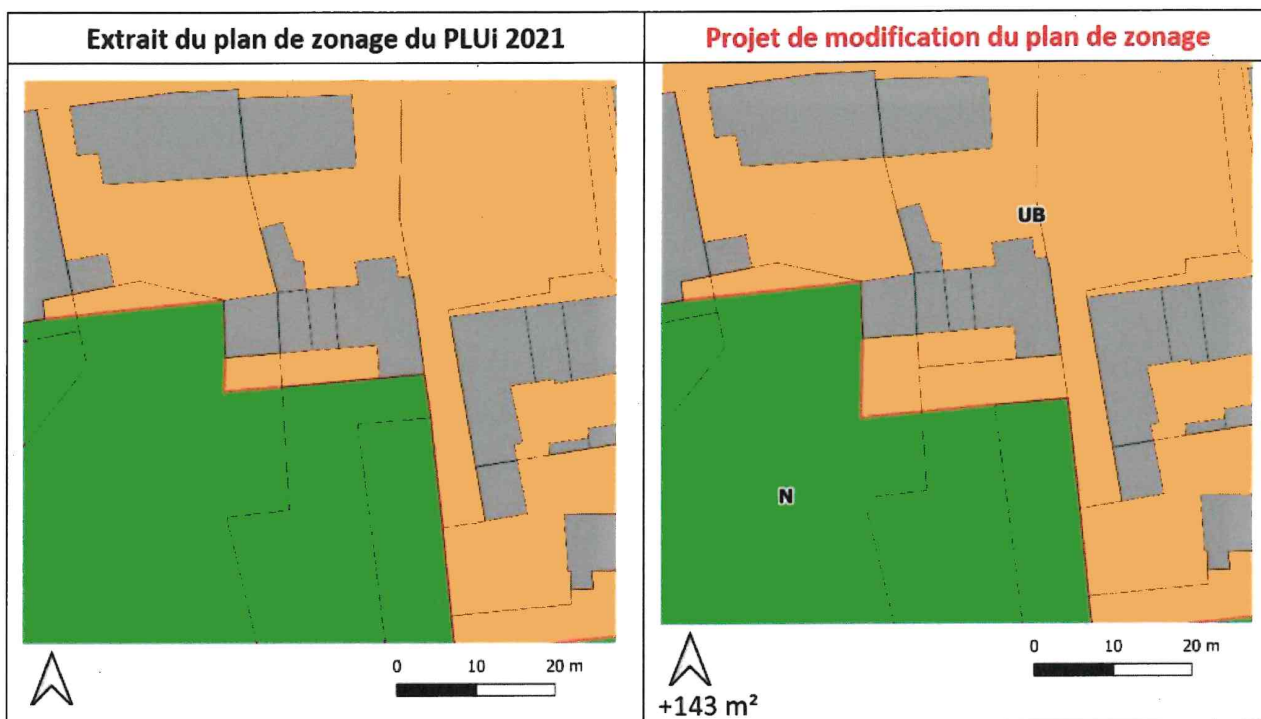 Extrait du plan de zonage du PLUi 2021
Projet de modification du plan de zonage
UB
N
0 10 20 m
0 10 20 m
+143 m²